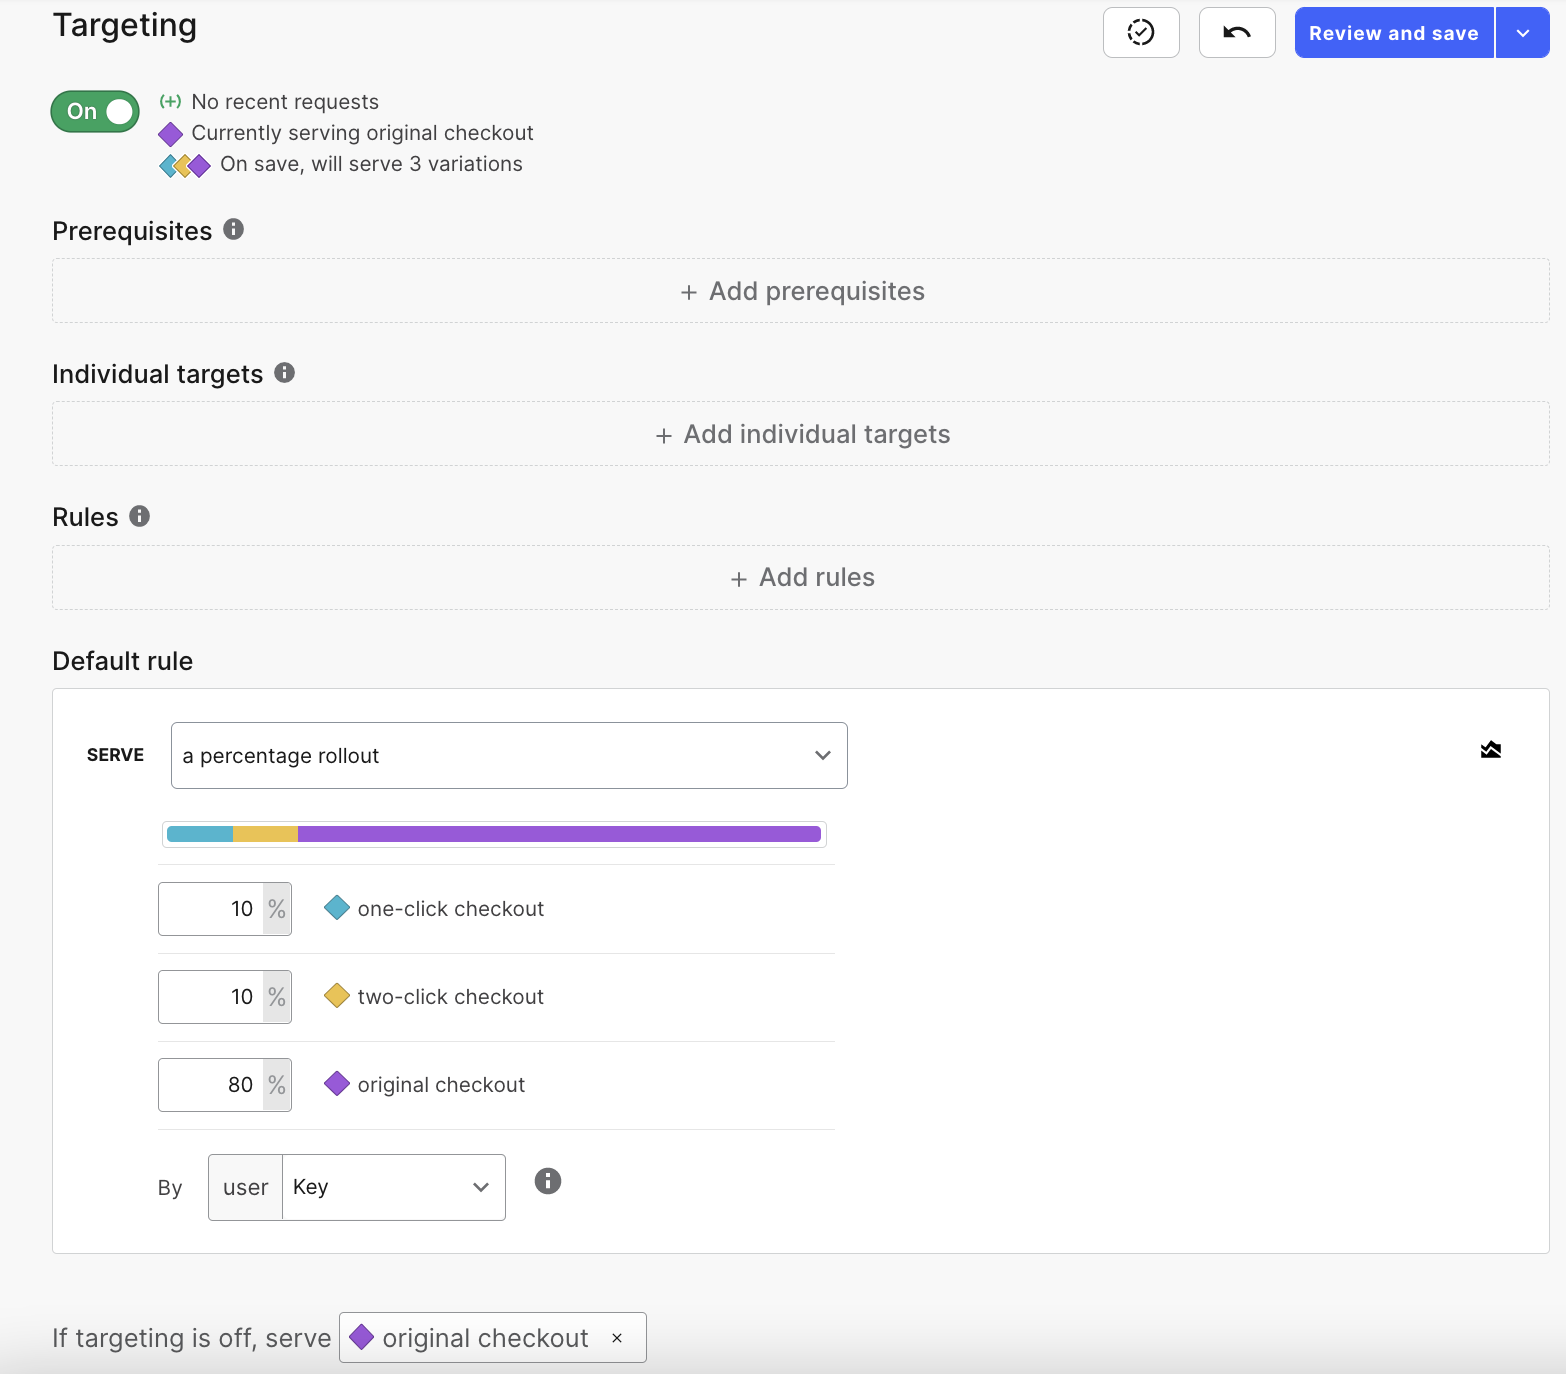 Targeting
Review and save
On
No recent requests
Currently serving original checkout
On save, will serve 3 variations
Prerequisites
+ Add prerequisites
Individual targets
+ Add individual targets
Rules
+ Add rules
Default rule
SERVE a percentage rollout
10 % one-click checkout
10 % two-click checkout
80 % original checkout
By user Key
If targeting is off, serve original checkout ×